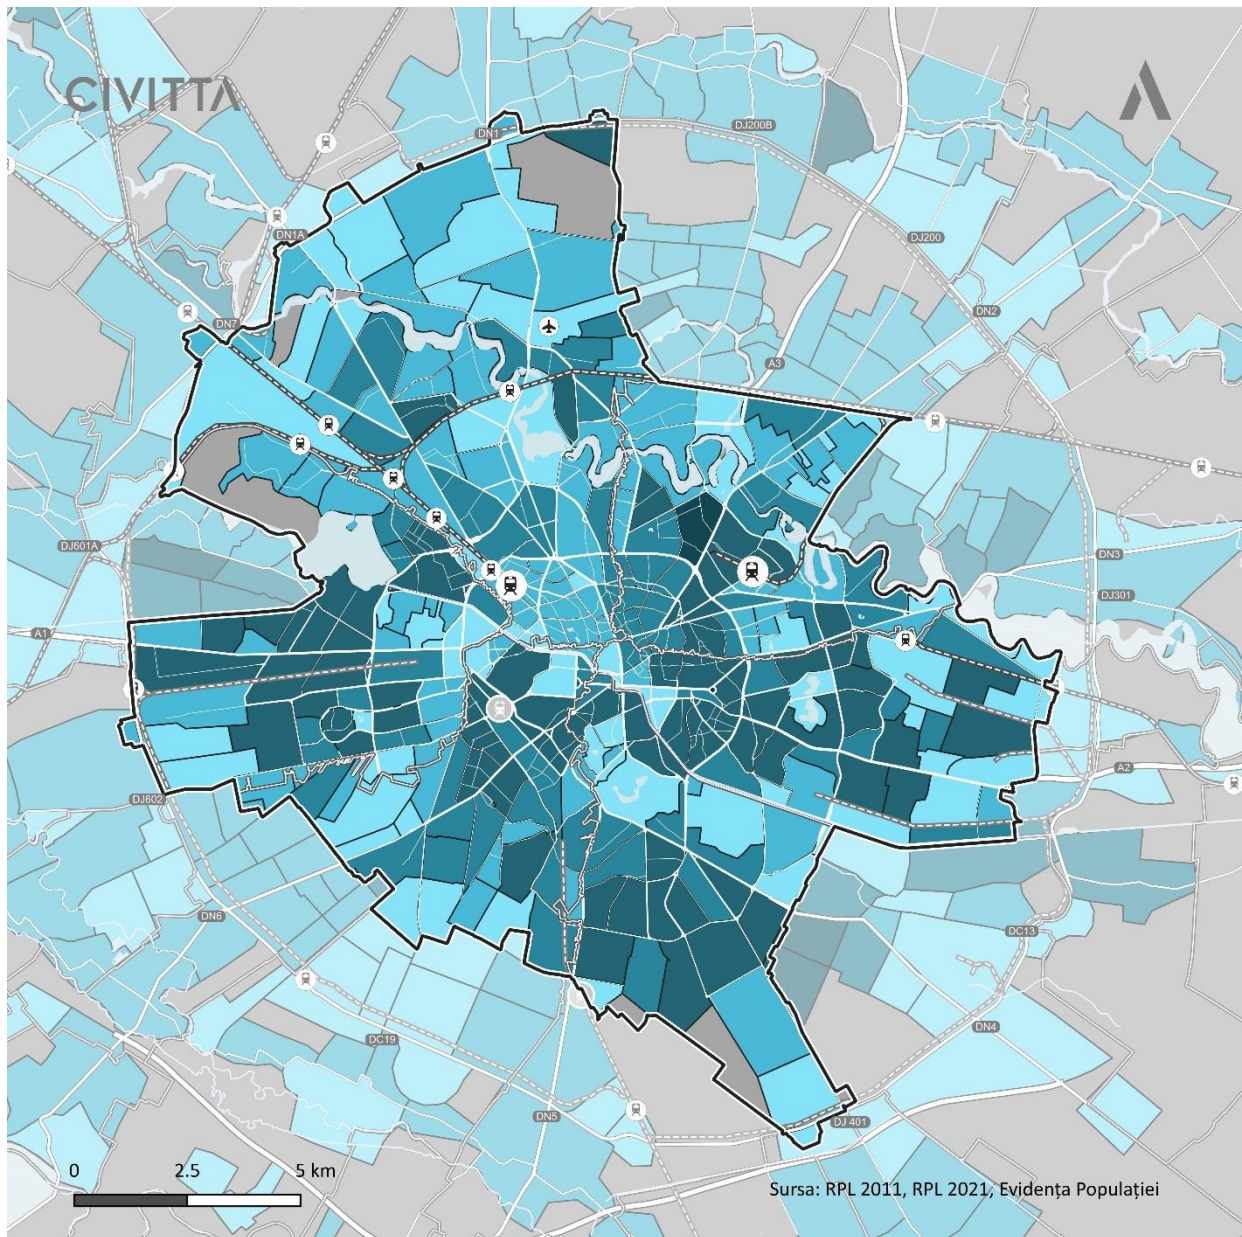 CIVITTA
DN1
DJ200B
DN1A
DJ200
DN7
DN2
A3
DJ601A
DN3
DJ301
A1
A2
DJ602
DN6
DC13
DN4
DC19
DN5
DJ 401
0 2.5 5 km
Sursa: RPL 2011, RPL 2021, Evidența Populației